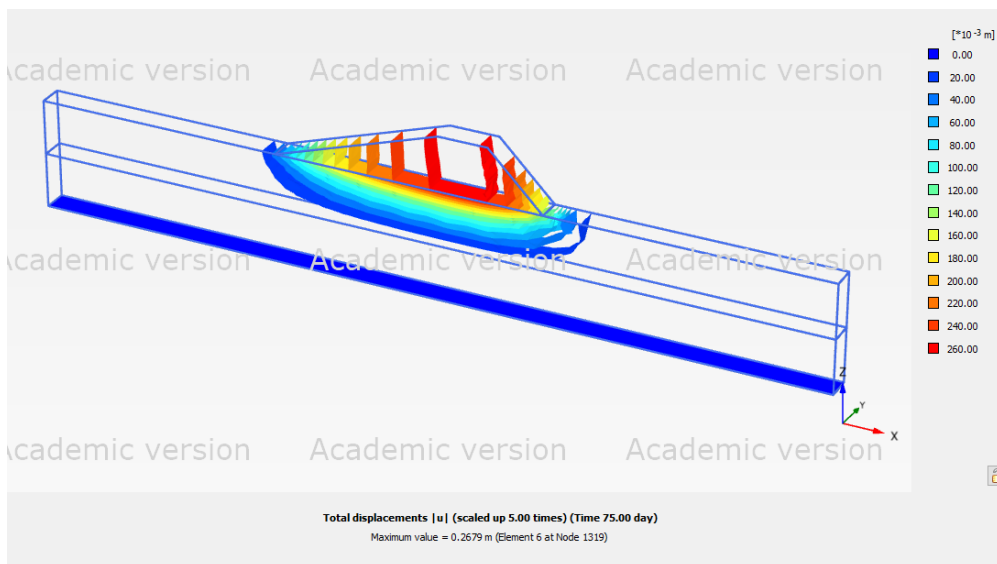 [*10 -3 m]
0.00
20.00
40.00
60.00
80.00
100.00
120.00
140.00
160.00
180.00
200.00
220.00
240.00
260.00
Academic version Academic version Academic version
Academic version Academic version Academic version
Z
Y
X
Academic version Academic version Academic version
Total displacements |u| (scaled up 5.00 times) (Time 75.00 day)
Maximum value = 0.2679 m (Element 6 at Node 1319)